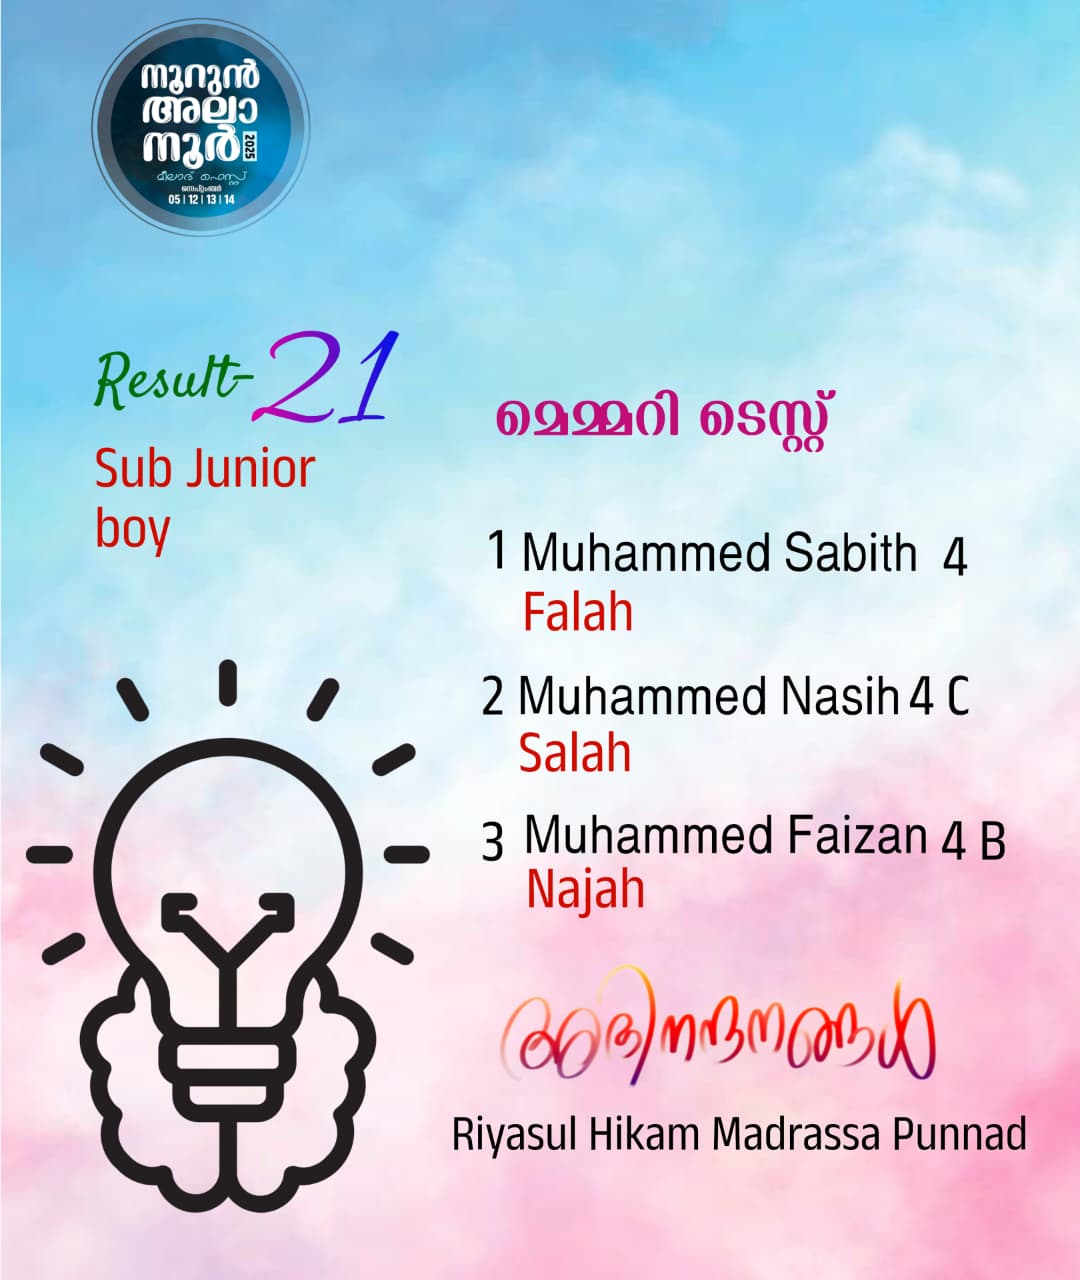 നൂറുൻ
അലാ
നൂർ 2025
മീലാദ് ഫെസ്റ്റ്
സെപ്റ്റംബർ
05 | 12 | 13 | 14
Result-21
Sub Junior
boy
മെമ്മറി ടെസ്റ്റ്
1 Muhammed Sabith 4
Falah
2 Muhammed Nasih 4 C
Salah
3 Muhammed Faizan 4 B
Najah
അഭിനന്ദനങ്ങൾ
Riyasul Hikam Madrassa Punnad